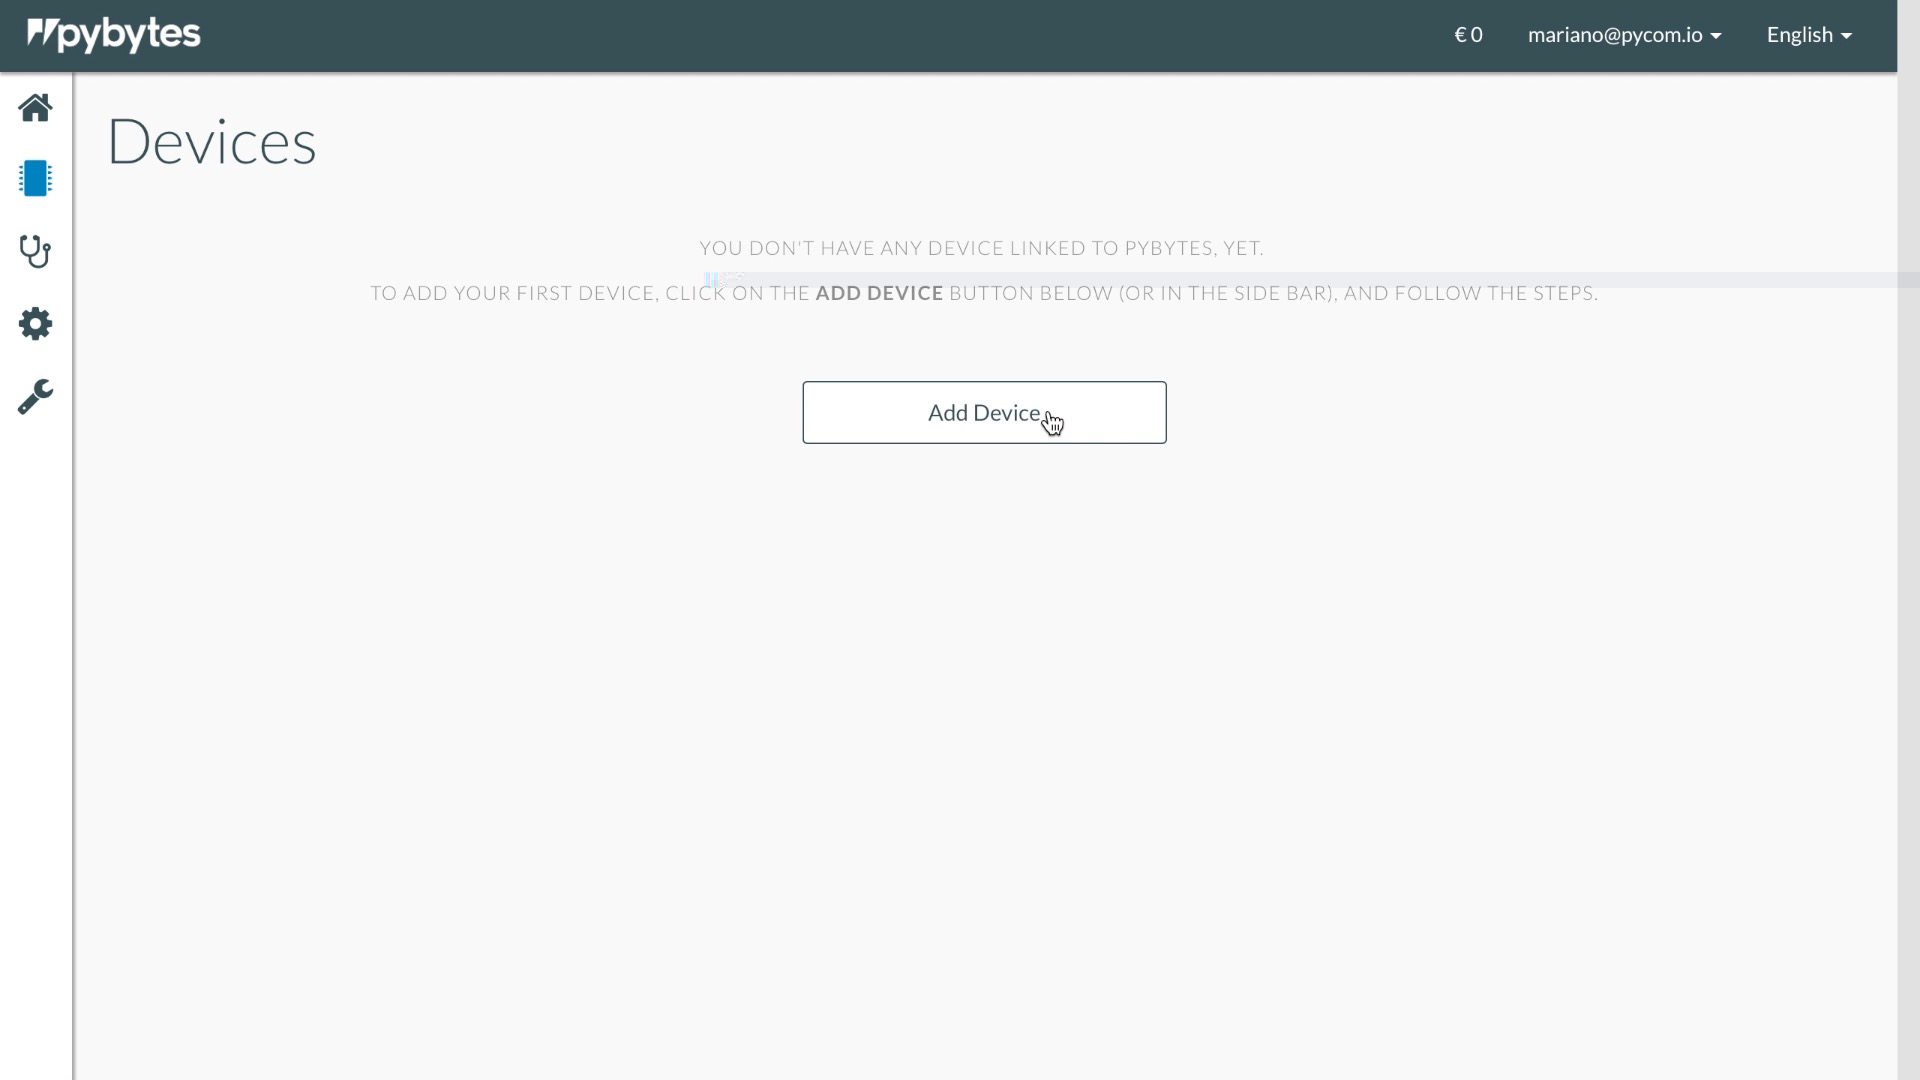 pybytes
€ 0
mariano@pycom.io
English
Devices
YOU DON'T HAVE ANY DEVICE LINKED TO PYBYTES, YET.
TO ADD YOUR FIRST DEVICE, CLICK ON THE ADD DEVICE BUTTON BELOW (OR IN THE SIDE BAR), AND FOLLOW THE STEPS.
Add Device